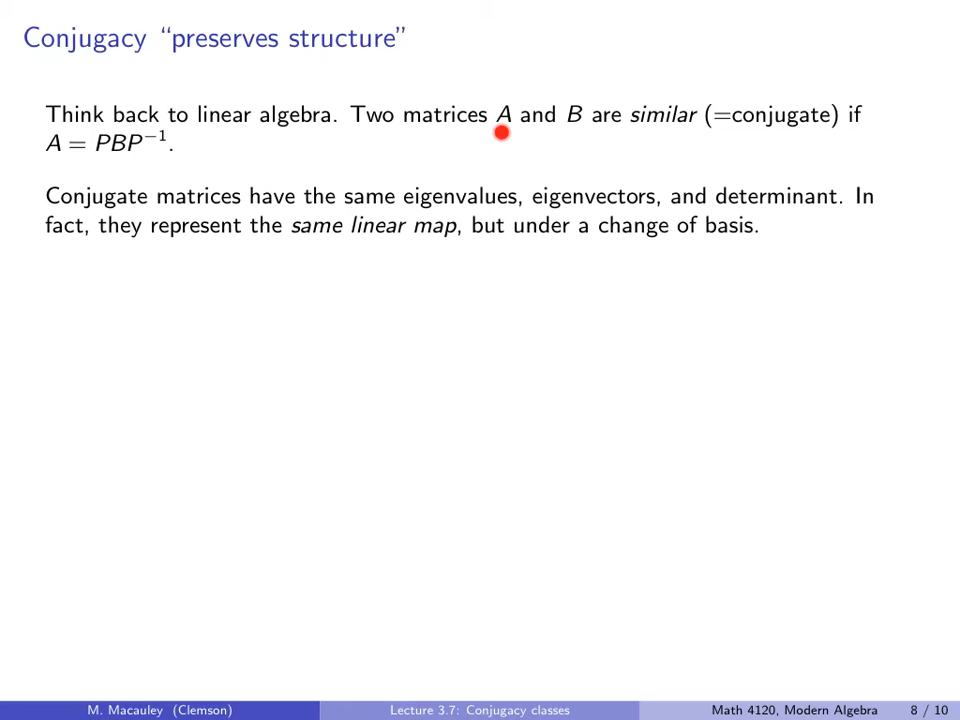 Conjugacy “preserves structure”
Think back to linear algebra. Two matrices A and B are similar (=conjugate) if
A = PBP⁻¹.
Conjugate matrices have the same eigenvalues, eigenvectors, and determinant. In
fact, they represent the same linear map, but under a change of basis.
M. Macauley (Clemson) Lecture 3.7: Conjugacy classes Math 4120, Modern Algebra 8 / 10